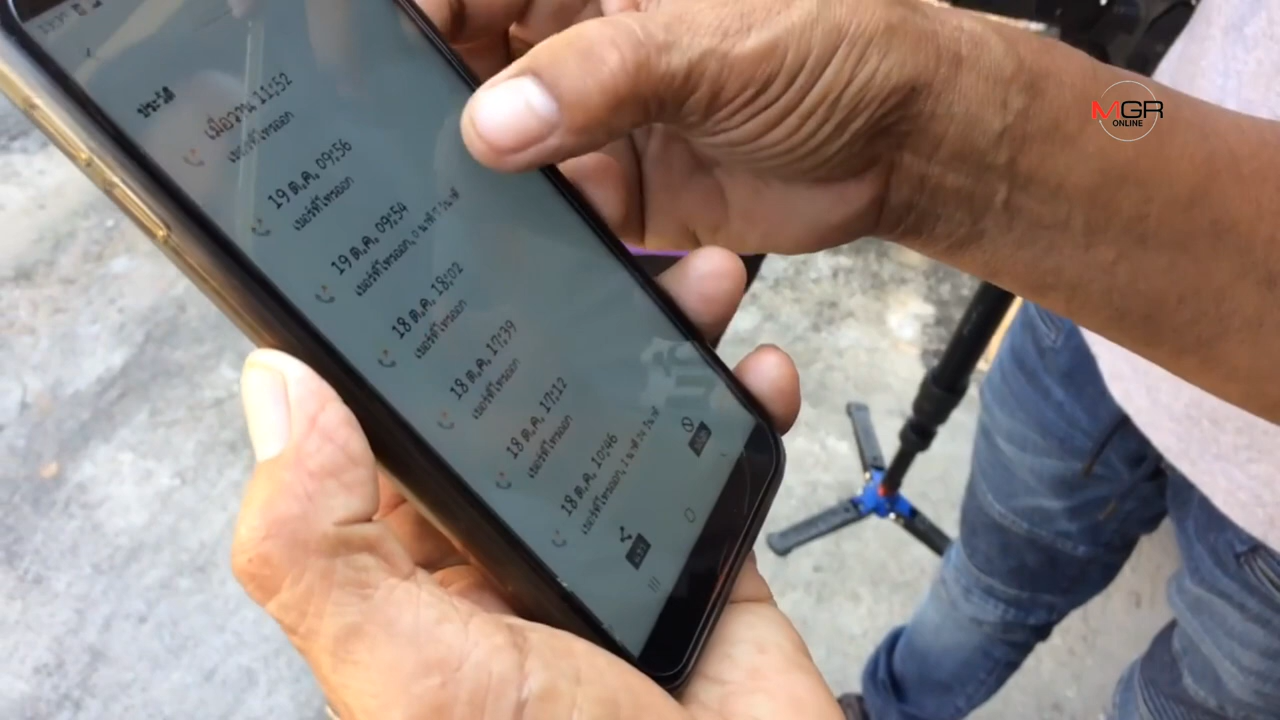 ประวัติ
เมื่อวาน 11:52
เบอร์ที่โทรออก
19 ต.ค. 09:56
เบอร์ที่โทรออก
19 ต.ค. 09:54
เบอร์ที่โทรออก, 0 นาที
18 ต.ค. 18:02
เบอร์ที่โทรออก
18 ต.ค. 17:39
เบอร์ที่โทรออก
18 ต.ค. 17:12
เบอร์ที่โทรออก
18 ต.ค. 10:46
เบอร์ที่โทรออก,
MGR
ONLINE